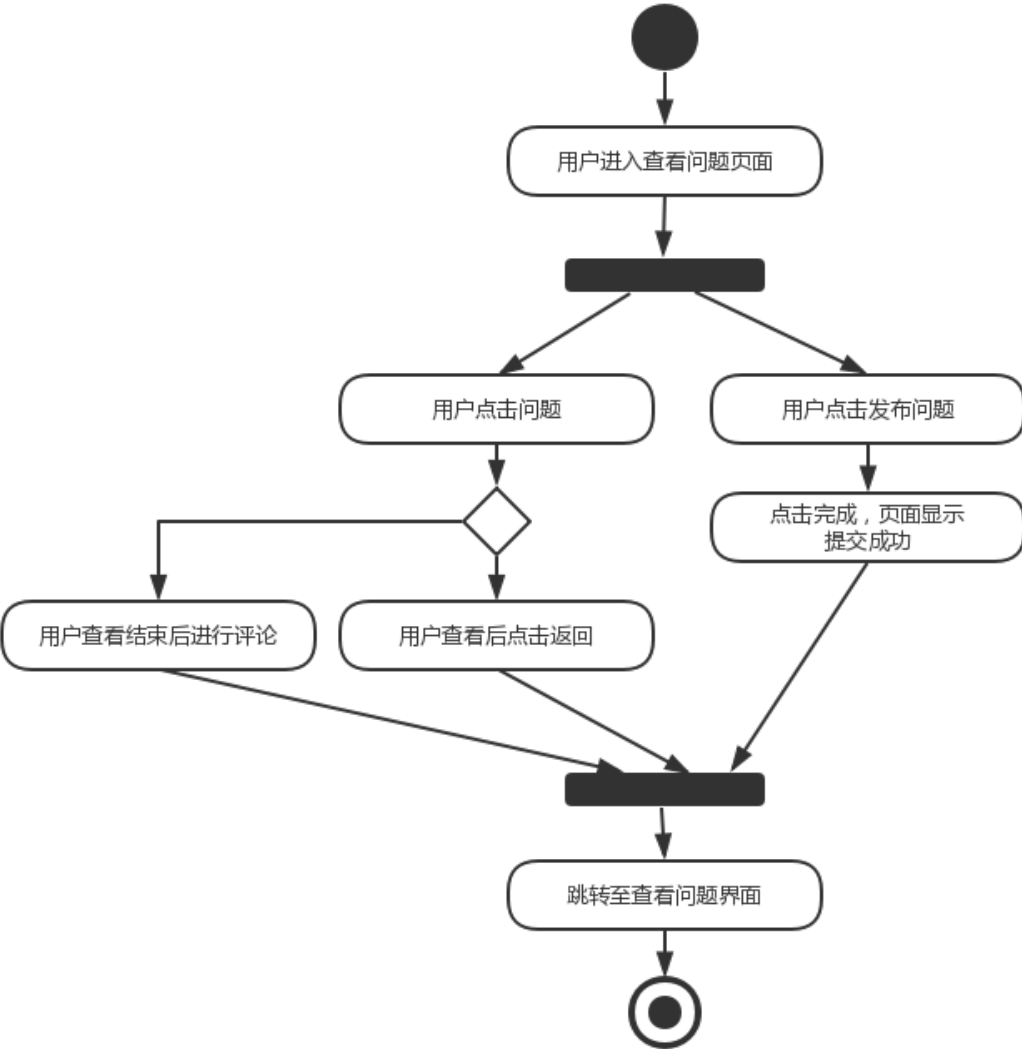 用户进入查看问题页面
用户点击问题
用户点击发布问题
点击完成，页面显示
提交成功
用户查看结束后进行评论
用户查看后点击返回
跳转至查看问题界面